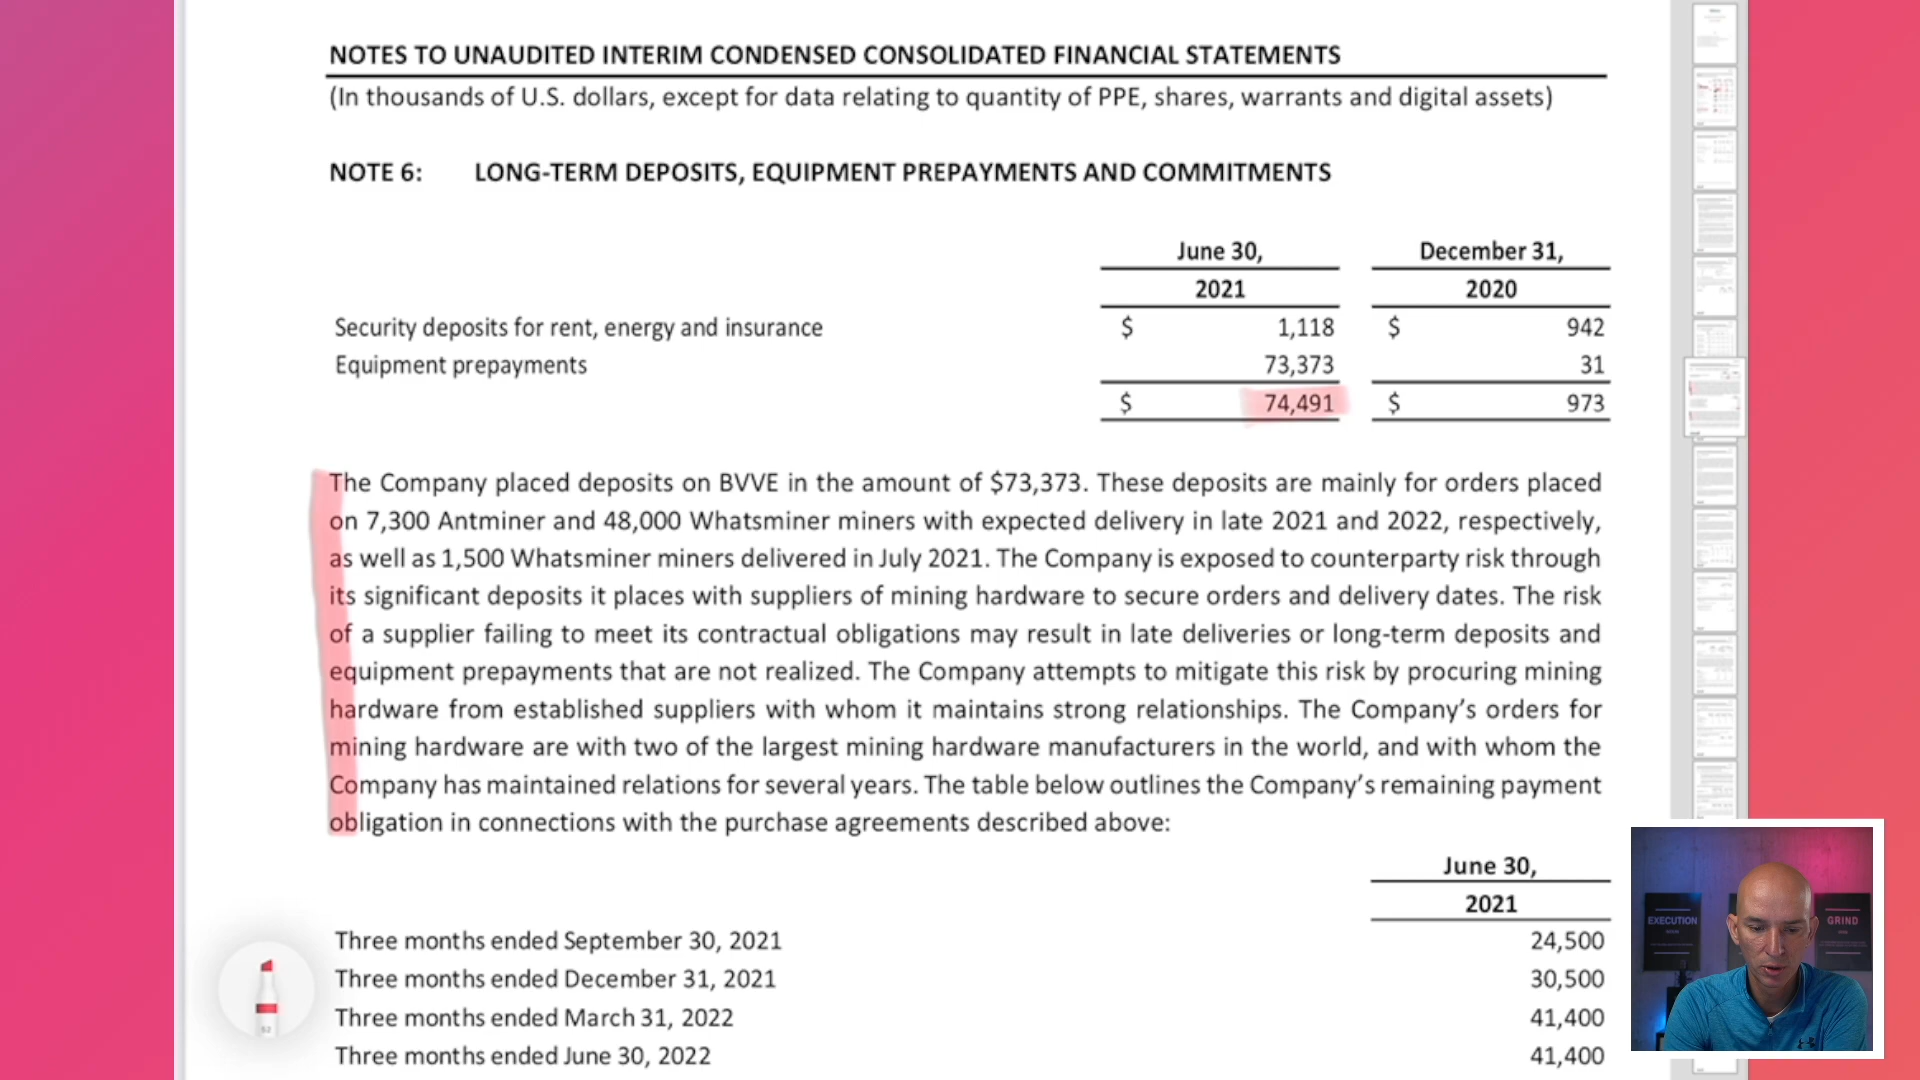 NOTES TO UNAUDITED INTERIM CONDENSED CONSOLIDATED FINANCIAL STATEMENTS
(In thousands of U.S. dollars, except for data relating to quantity of PPE, shares, warrants and digital assets)
NOTE 6: LONG-TERM DEPOSITS, EQUIPMENT PREPAYMENTS AND COMMITMENTS
June 30, December 31,
2021 2020
Security deposits for rent, energy and insurance $ 1,118 $ 942
Equipment prepayments 73,373 31
$ 74,491 $ 973
The Company placed deposits on BVVE in the amount of $73,373. These deposits are mainly for orders placed
on 7,300 Antminer and 48,000 Whatsminer miners with expected delivery in late 2021 and 2022, respectively,
as well as 1,500 Whatsminer miners delivered in July 2021. The Company is exposed to counterparty risk through
its significant deposits it places with suppliers of mining hardware to secure orders and delivery dates. The risk
of a supplier failing to meet its contractual obligations may result in late deliveries or long-term deposits and
equipment prepayments that are not realized. The Company attempts to mitigate this risk by procuring mining
hardware from established suppliers with whom it maintains strong relationships. The Company's orders for
mining hardware are with two of the largest mining hardware manufacturers in the world, and with whom the
Company has maintained relations for several years. The table below outlines the Company's remaining payment
obligation in connections with the purchase agreements described above:
June 30,
2021
Three months ended September 30, 2021 24,500
Three months ended December 31, 2021 30,500
Three months ended March 31, 2022 41,400
Three months ended June 30, 2022 41,400
52
EXECUTION
GRIND